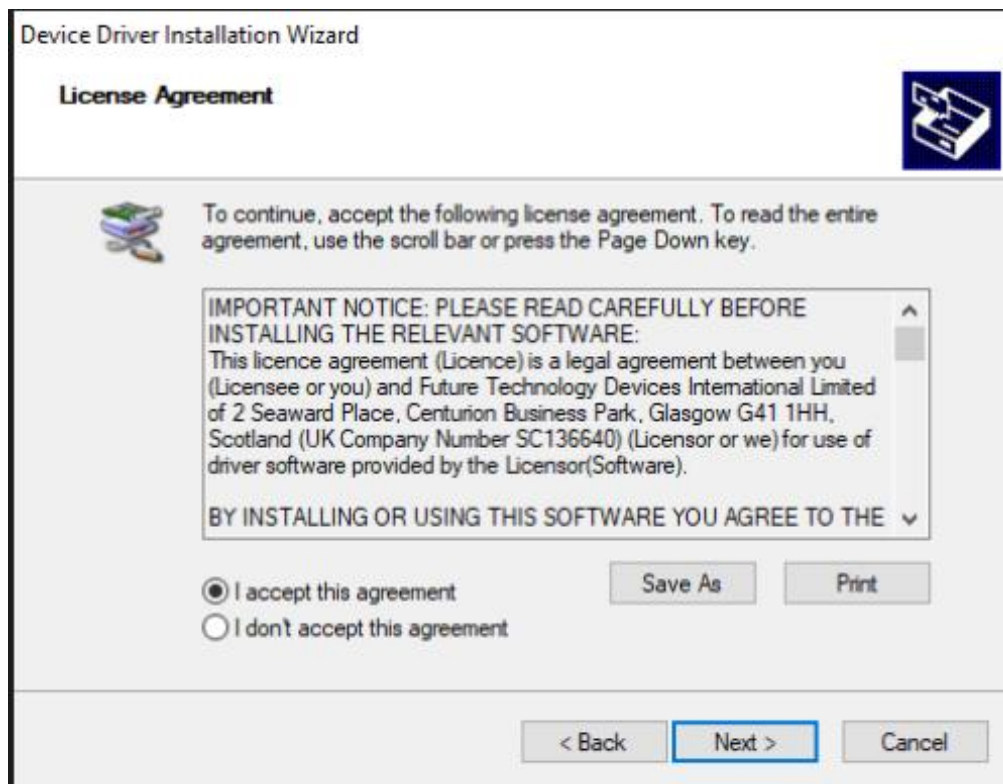 Device Driver Installation Wizard
License Agreement
To continue, accept the following license agreement. To read the entire
agreement, use the scroll bar or press the Page Down key.
IMPORTANT NOTICE: PLEASE READ CAREFULLY BEFORE
INSTALLING THE RELEVANT SOFTWARE:
This licence agreement (Licence) is a legal agreement between you
(Licensee or you) and Future Technology Devices International Limited
of 2 Seaward Place, Centurion Business Park, Glasgow G41 1HH,
Scotland (UK Company Number SC136640) (Licensor or we) for use of
driver software provided by the Licensor(Software).
BY INSTALLING OR USING THIS SOFTWARE YOU AGREE TO THE
I accept this agreement
Save As
Print
I don't accept this agreement
< Back
Next >
Cancel